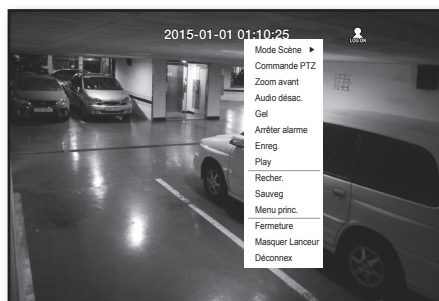 2015-01-01 01:10:25
LOG ON
Mode Scène
Commande PTZ
Zoom avant
Audio désac.
Gel
Arrêter alarme
Enreg.
Play
Recher.
Sauveg
Menu princ.
Fermeture
Masquer Lanceur
Déconnex